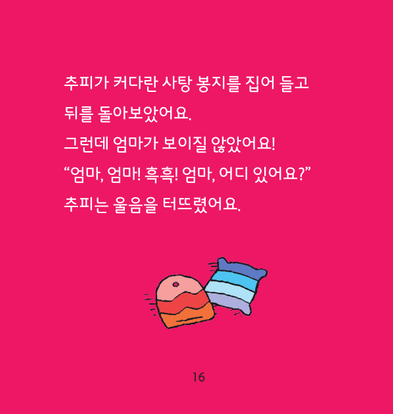 추피가 커다란 사탕 봉지를 집어 들고
뒤를 돌아보았어요.
그런데 엄마가 보이질 않았어요!
“엄마, 엄마! 흑흑! 엄마, 어디 있어요?”
추피는 울음을 터뜨렸어요.
16